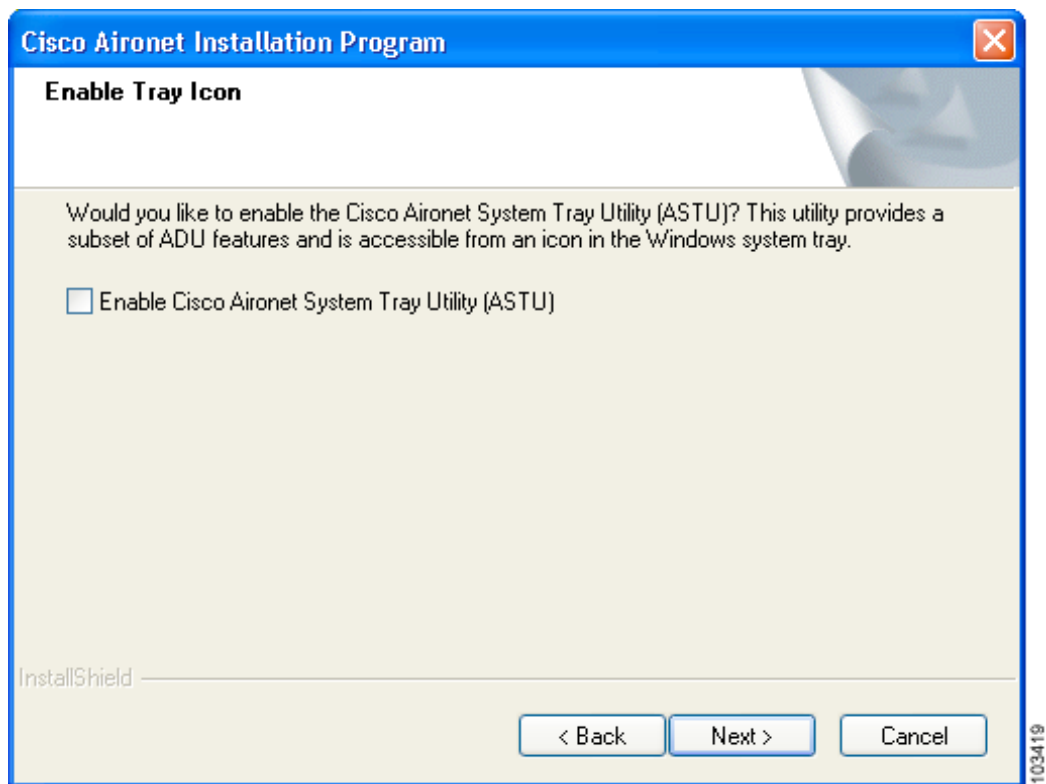 Cisco Aironet Installation Program
Enable Tray Icon
Would you like to enable the Cisco Aironet System Tray Utility (ASTU)? This utility provides a
subset of ADU features and is accessible from an icon in the Windows system tray.
Enable Cisco Aironet System Tray Utility (ASTU)
InstallShield
< Back
Next >
Cancel
103419